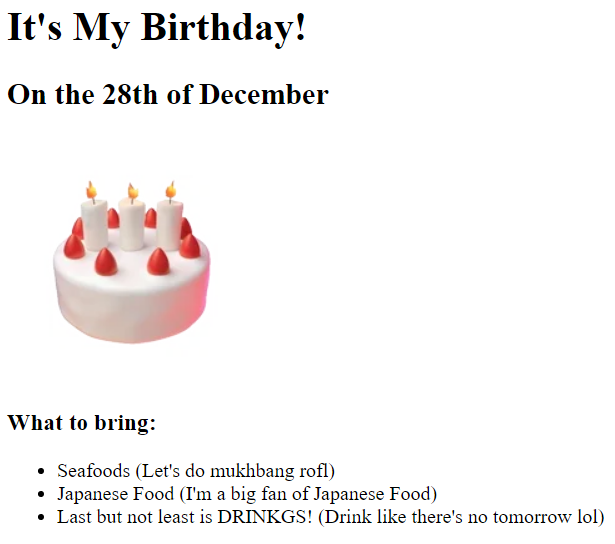 It's My Birthday!
On the 28th of December
What to bring:
Seafoods (Let's do mukhbang rofl)
Japanese Food (I'm a big fan of Japanese Food)
Last but not least is DRINKGS! (Drink like there's no tomorrow lol)